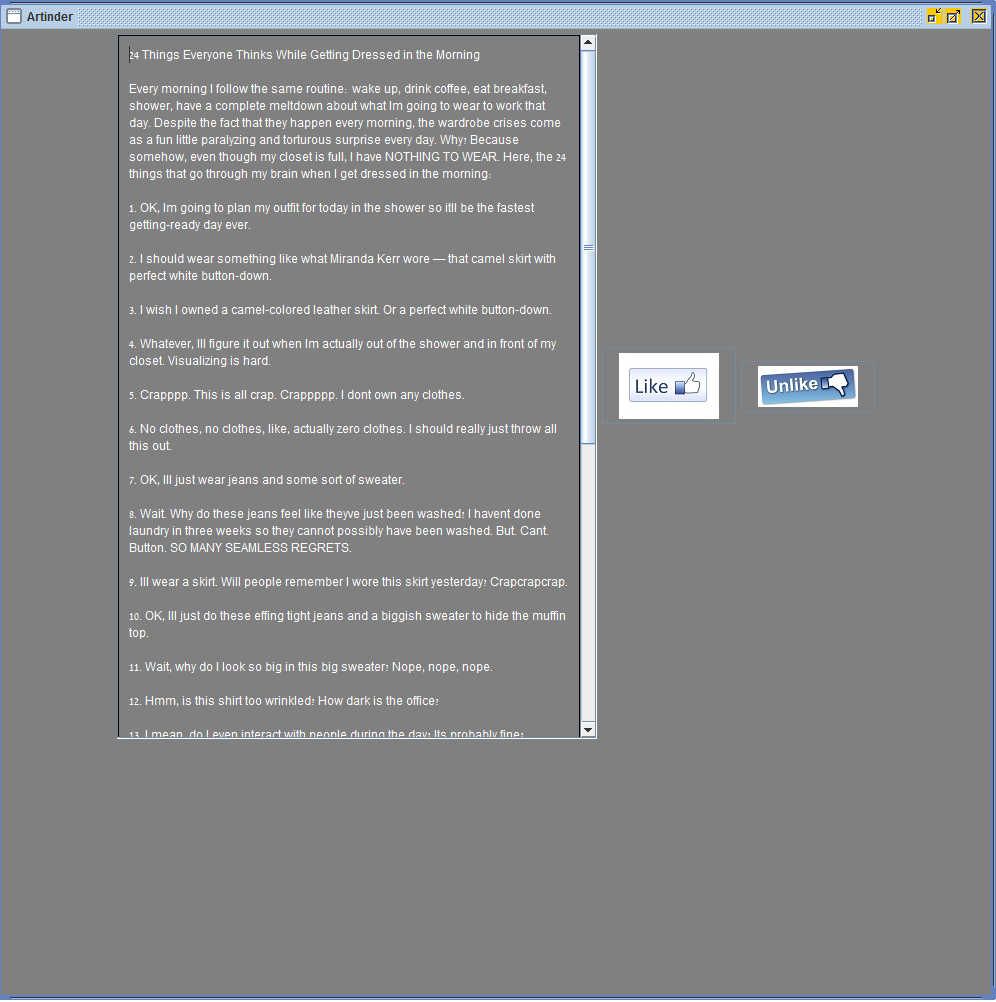 Artinder
24 Things Everyone Thinks While Getting Dressed in the Morning
Every morning I follow the same routine: wake up, drink coffee, eat breakfast,
shower, have a complete meltdown about what Im going to wear to work that
day. Despite the fact that they happen every morning, the wardrobe crises come
as a fun little paralyzing and torturous surprise every day. Why? Because
somehow, even though my closet is full, I have NOTHING TO WEAR. Here, the 24
things that go through my brain when I get dressed in the morning:
1. OK, Im going to plan my outfit for today in the shower so itll be the fastest
getting-ready day ever.
2. I should wear something like what Miranda Kerr wore — that camel skirt with
perfect white button-down.
3. I wish I owned a camel-colored leather skirt. Or a perfect white button-down.
4. Whatever, Ill figure it out when Im actually out of the shower and in front of my
closet. Visualizing is hard.
5. Crapppp. This is all crap. Crappppp. I dont own any clothes.
6. No clothes, no clothes, like, actually zero clothes. I should really just throw all
this out.
7. OK, Ill just wear jeans and some sort of sweater.
8. Wait. Why do these jeans feel like theyve just been washed? I havent done
laundry in three weeks so they cannot possibly have been washed. But. Cant.
Button. SO MANY SEAMLESS REGRETS.
9. Ill wear a skirt. Will people remember I wore this skirt yesterday? Crapcrapcrap.
10. OK, Ill just do these effing tight jeans and a biggish sweater to hide the muffin
top.
11. Wait, why do I look so big in this big sweater? Nope, nope, nope.
12. Hmm, is this shirt too wrinkled? How dark is the office?
13. I mean, do I even interact with people during the day? Its probably fine?
Like
Unlike